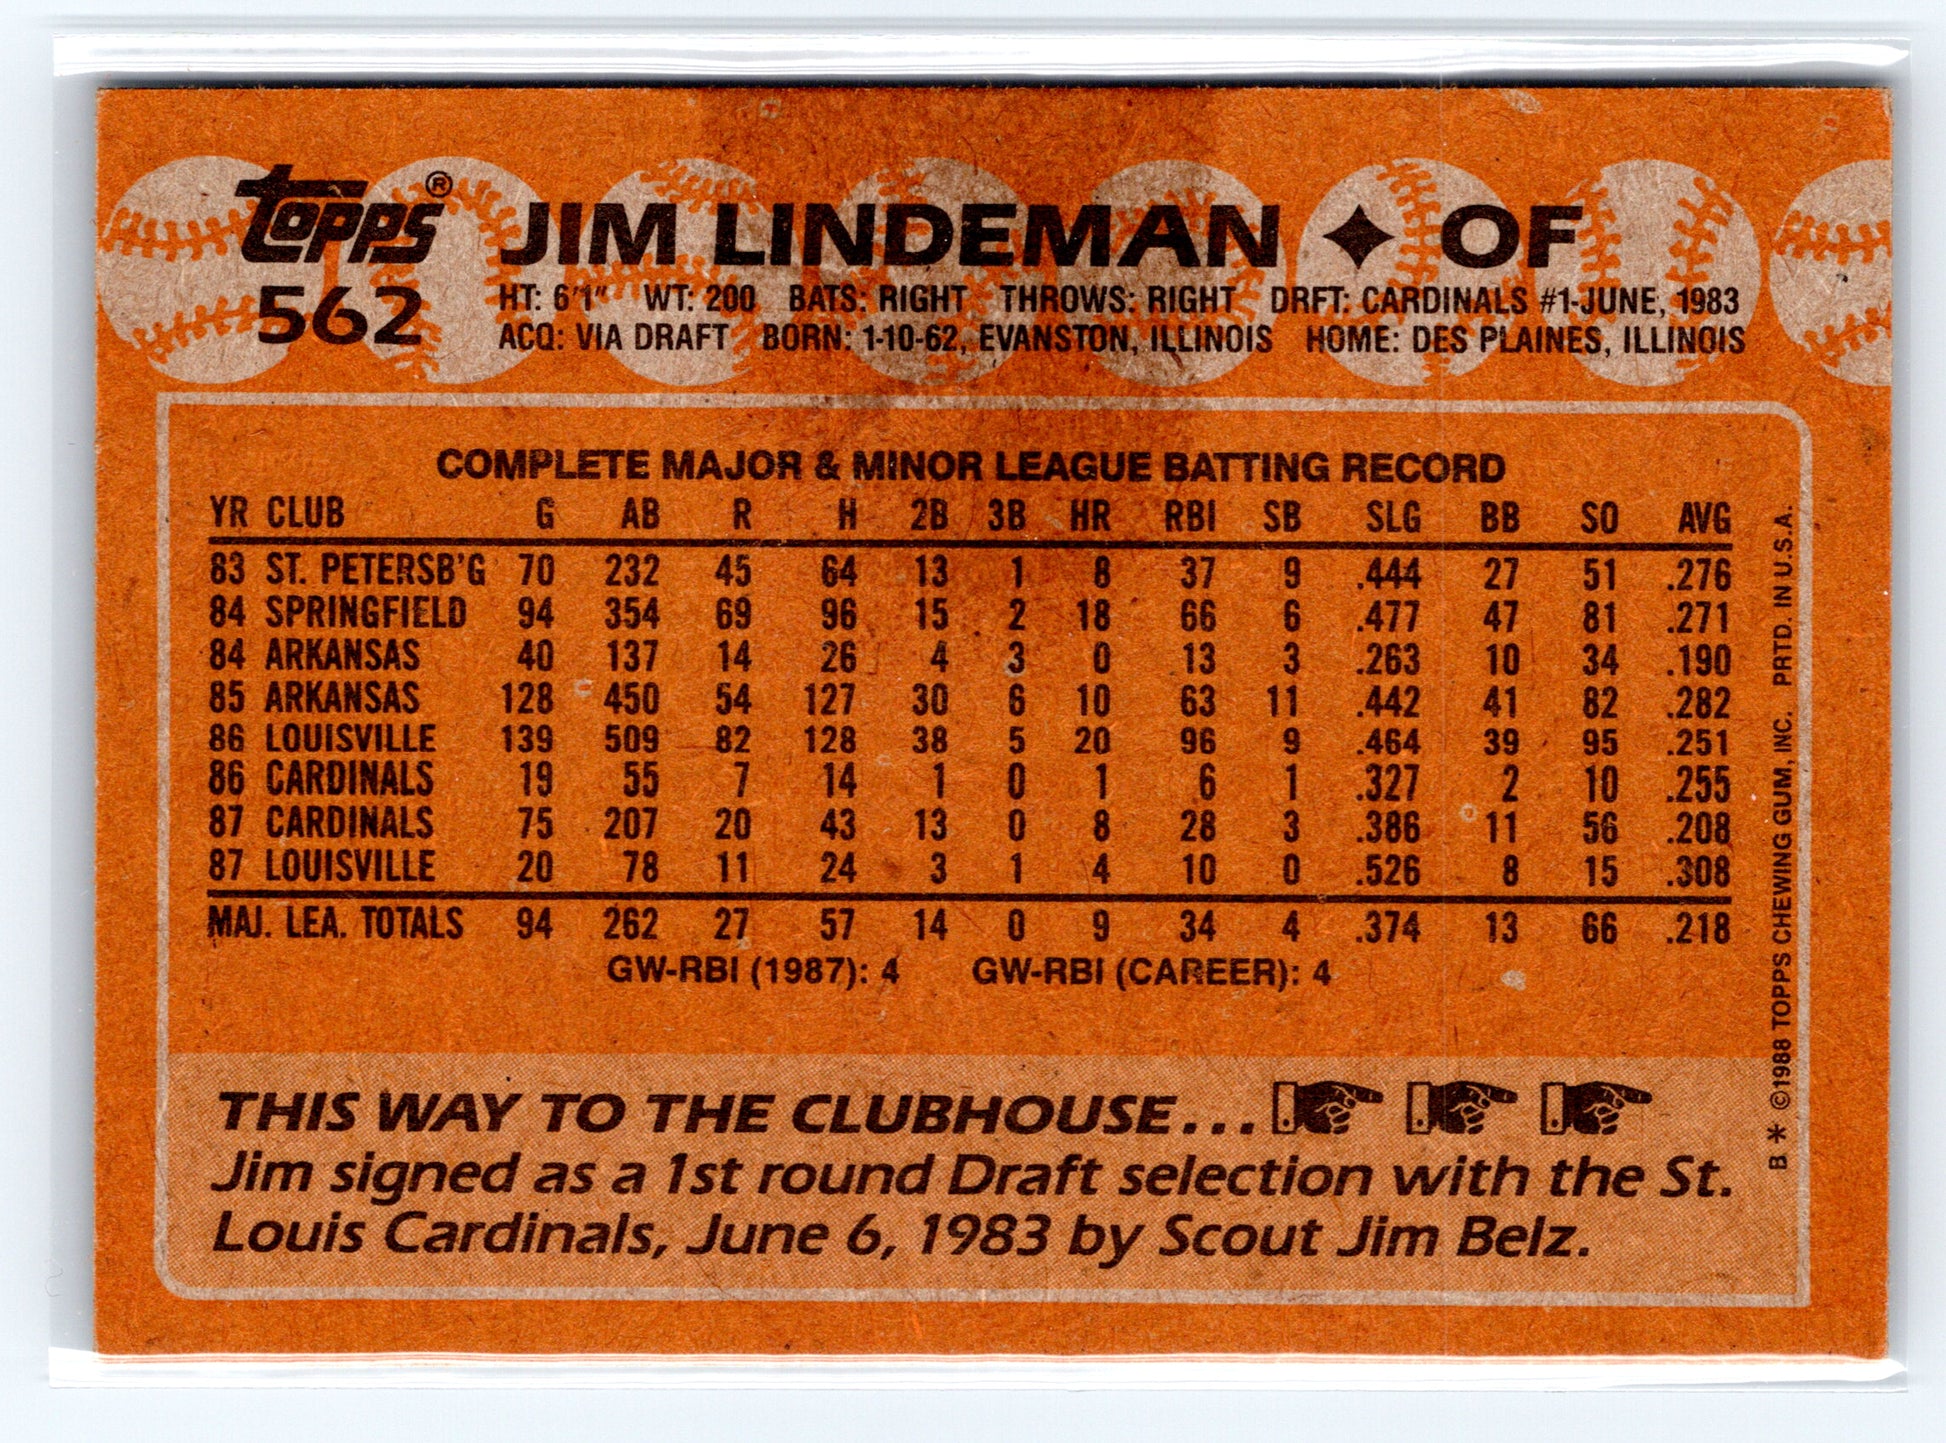 topps® JIM LINDEMAN ✦ OF
562 HT: 6'1" WT: 200 BATS: RIGHT THROWS: RIGHT DRFT: CARDINALS #1-JUNE, 1983
ACQ: VIA DRAFT BORN: 1-10-62, EVANSTON, ILLINOIS HOME: DES PLAINES, ILLINOIS
COMPLETE MAJOR & MINOR LEAGUE BATTING RECORD
YR CLUB G AB R H 2B 3B HR RBI SB SLG BB SO AVG
83 ST. PETERSB'G 70 232 45 64 13 1 8 37 9 .444 27 51 .276
84 SPRINGFIELD 94 354 69 96 15 2 18 66 6 .477 47 81 .271
84 ARKANSAS 40 137 14 26 4 3 0 13 3 .263 10 34 .190
85 ARKANSAS 128 450 54 127 30 6 10 63 11 .442 41 82 .282
86 LOUISVILLE 139 509 82 128 38 5 20 96 9 .464 39 95 .251
86 CARDINALS 19 55 7 14 1 0 1 6 1 .327 2 10 .255
87 CARDINALS 75 207 20 43 13 0 8 28 3 .386 11 56 .208
87 LOUISVILLE 20 78 11 24 3 1 4 10 0 .526 8 15 .308
MAJ. LEA. TOTALS 94 262 27 57 14 0 9 34 4 .374 13 66 .218
GW-RBI (1987): 4 GW-RBI (CAREER): 4
THIS WAY TO THE CLUBHOUSE...
Jim signed as a 1st round Draft selection with the St.
Louis Cardinals, June 6, 1983 by Scout Jim Belz.
B * ©1988 TOPPS CHEWING GUM, INC. PRTD. IN U.S.A.